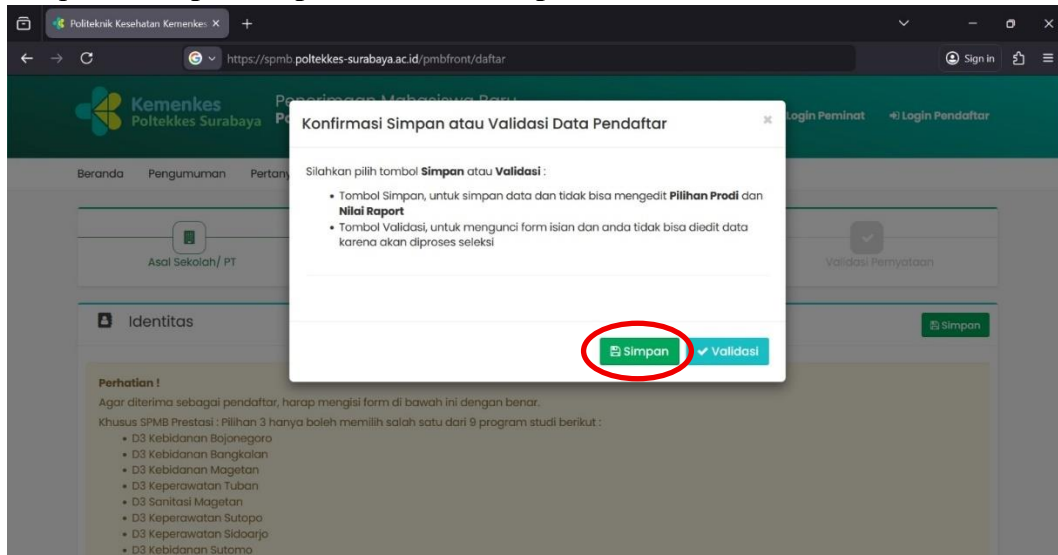 Politeknik Kesehatan Kemenkes
https://spmb.poltekkes-surabaya.ac.id/pmbfront/daftar
Sign in
Kemenkes
Poltekkes Surabaya
Penerimaan Mahasiswa Baru
Login Peminat
Login Pendaftar
Beranda
Pengumuman
Konfirmasi Simpan atau Validasi Data Pendaftar
Silahkan pilih tombol Simpan atau Validasi :
• Tombol Simpan, untuk simpan data dan tidak bisa mengedit Pilihan Prodi dan
Nilai Raport
• Tombol Validasi, untuk mengunci form isian dan anda tidak bisa diedit data
karena akan diproses seleksi
Simpan
Validasi
Asal Sekolah/ PT
Validasi Pernyataan
Identitas
Simpan
Perhatian !
Agar diterima sebagai pendaftar, harap mengisi form di bawah ini dengan benar.
Khusus SPMB Prestasi : Pilihan 3 hanya boleh memilih salah satu dari 9 program studi berikut :
• D3 Kebidanan Bojonegoro
• D3 Kebidanan Bangkalan
• D3 Kebidanan Magetan
• D3 Keperawatan Tuban
• D3 Sanitasi Magetan
• D3 Keperawatan Sutopo
• D3 Keperawatan Sidoarjo
• D3 Kebidanan Sutomo